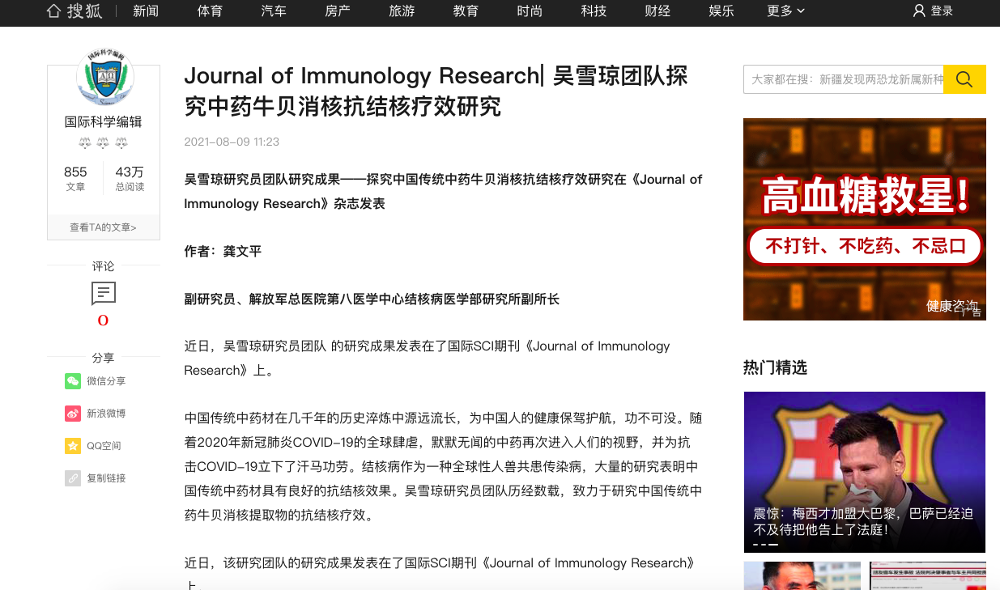 搜狐
新闻
体育
汽车
房产
旅游
教育
时尚
科技
财经
娱乐
更多
登录
国际科学编辑
国际科学编辑
855
文章
43万
总阅读
查看TA的文章>
评论
0
分享
微信分享
新浪微博
QQ空间
复制链接
Journal of Immunology Research| 吴雪琼团队探
究中药牛贝消核抗结核疗效研究
2021-08-09 11:23
吴雪琼研究员团队研究成果——探究中国传统中药牛贝消核抗结核疗效研究在《Journal of
Immunology Research》杂志发表
作者：龚文平
副研究员、解放军总医院第八医学中心结核病医学部研究所副所长
近日，吴雪琼研究员团队 的研究成果发表在了国际SCI期刊《Journal of Immunology
Research》上。
中国传统中药材在几千年的历史淬炼中源远流长，为中国人的健康保驾护航，功不可没。随
着2020年新冠肺炎COVID-19的全球肆虐，默默无闻的中药再次进入人们的视野，并为抗
击COVID-19立下了汗马功劳。结核病作为一种全球性人兽共患传染病，大量的研究表明中
国传统中药材具有良好的抗结核效果。吴雪琼研究员团队历经数载，致力于研究中国传统中
药牛贝消核提取物的抗结核疗效。
近日，该研究团队的研究成果发表在了国际SCI期刊《Journal of Immunology Research》
上。
大家都在搜：新疆发现两恐龙新属新种
高血糖救星!
不打针、不吃药、不忌口
健康咨询
广告
热门精选
F
震惊：梅西才加盟大巴黎，巴萨已经迫
不及待把他告上了法庭！